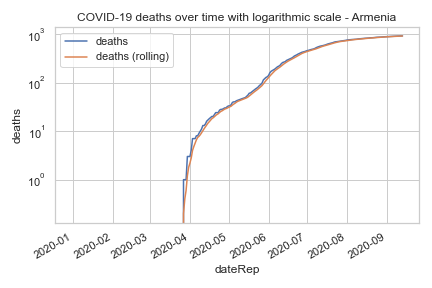 COVID-19 deaths over time with logarithmic scale - Armenia
deaths
deaths (rolling)
10³
10²
10¹
10⁰
deaths
2020-01
2020-02
2020-03
2020-04
2020-05
2020-06
2020-07
2020-08
2020-09
dateRep